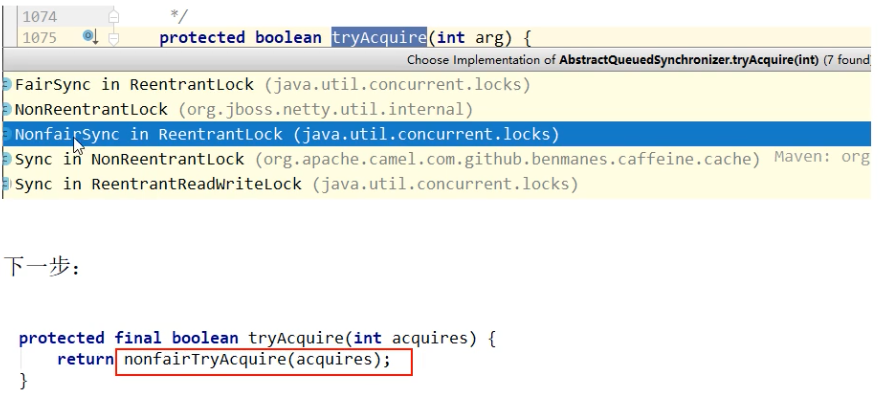 1074 */
1075 protected boolean tryAcquire(int arg) {
Choose Implementation of AbstractQueuedSynchronizer.tryAcquire(int) (7 found
FairSync in ReentrantLock (java.util.concurrent.locks)
NonReentrantLock (org.jboss.netty.util.internal)
NonfairSync in ReentrantLock (java.util.concurrent.locks)
Sync in NonReentrantLock (org.apache.camel.com.github.benmanes.caffeine.cache) Maven: org
Sync in ReentrantReadWriteLock (java.util.concurrent.locks)
下一步:
protected final boolean tryAcquire(int acquires) {
return nonfairTryAcquire(acquires);
}